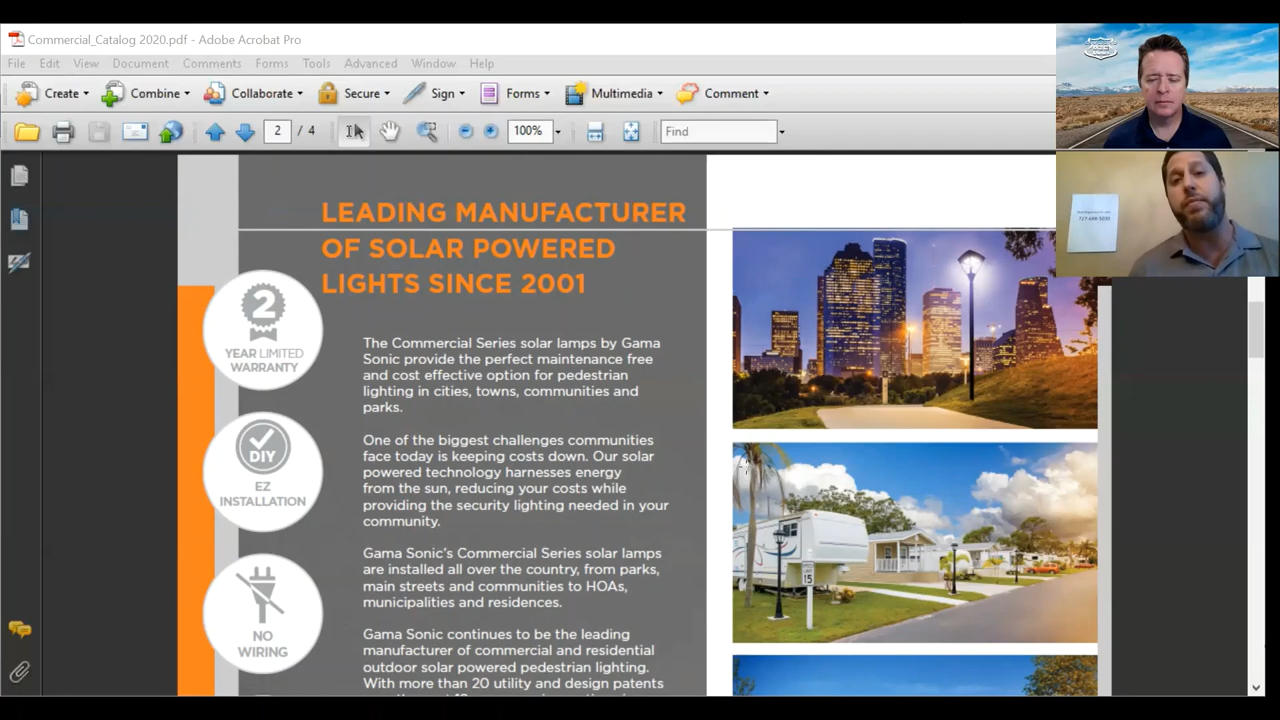 Commercial_Catalog 2020.pdf - Adobe Acrobat Pro
File Edit View Document Comments Forms Tools Advanced Window Help
Create Combine Collaborate Secure Sign Forms Multimedia Comment
2 / 4 100% Find
LEADING MANUFACTURER
OF SOLAR POWERED
LIGHTS SINCE 2001
2
YEAR LIMITED
WARRANTY
The Commercial Series solar lamps by Gama
Sonic provide the perfect maintenance free
and cost effective option for pedestrian
lighting in cities, towns, communities and
parks.
DIY
EZ
INSTALLATION
One of the biggest challenges communities
face today is keeping costs down. Our solar
powered technology harnesses energy
from the sun, reducing your costs while
providing the security lighting needed in your
community.
NO
WIRING
Gama Sonic's Commercial Series solar lamps
are installed all over the country, from parks,
main streets and communities to HOAs,
municipalities and residences.
Gama Sonic continues to be the leading
manufacturer of commercial and residential
outdoor solar powered pedestrian lighting.
With more than 20 utility and design patents
15